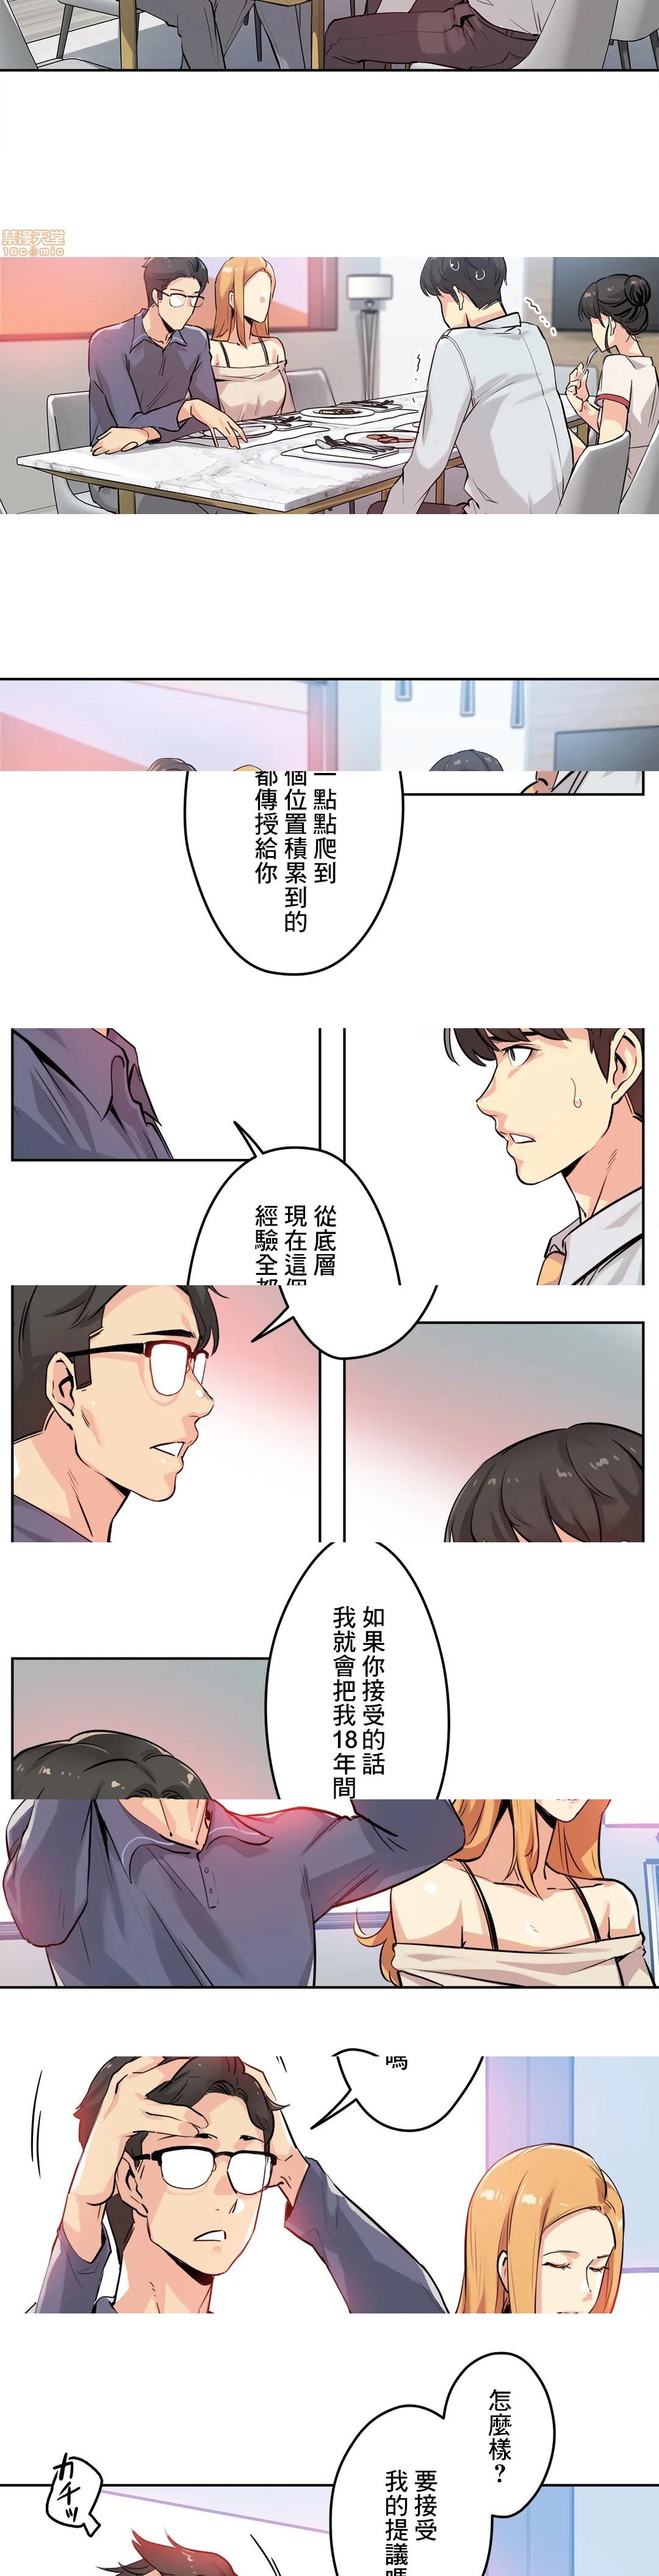 禁漫天堂
18comic
一點點爬到
個位置積累到的
都傳授給你
從底層
現在這個
經驗全都
如果你接受的話
我就會把我18年間
嗎
怎麼樣?
要接受
我的提議嗎
カチッ